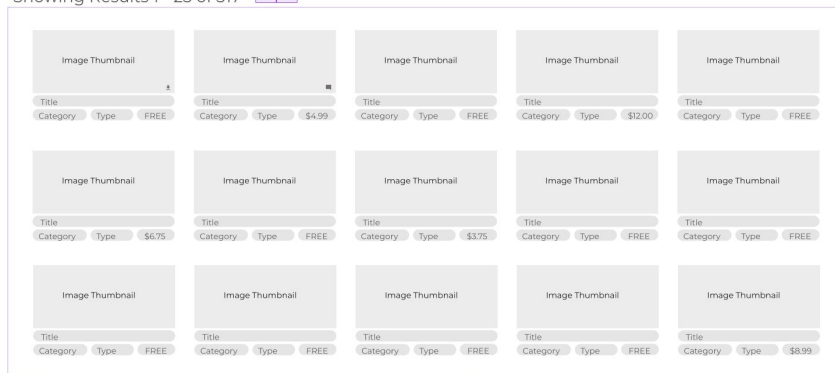 Showing Results 1 - 25 of 317
Image Thumbnail Image Thumbnail Image Thumbnail Image Thumbnail Image Thumbnail
Title Title Title Title Title
Category Type FREE Category Type $4.99 Category Type FREE Category Type $12.00 Category Type FREE
Image Thumbnail Image Thumbnail Image Thumbnail Image Thumbnail Image Thumbnail
Title Title Title Title Title
Category Type $6.75 Category Type FREE Category Type $3.75 Category Type FREE Category Type FREE
Image Thumbnail Image Thumbnail Image Thumbnail Image Thumbnail Image Thumbnail
Title Title Title Title Title
Category Type FREE Category Type FREE Category Type FREE Category Type FREE Category Type $8.99